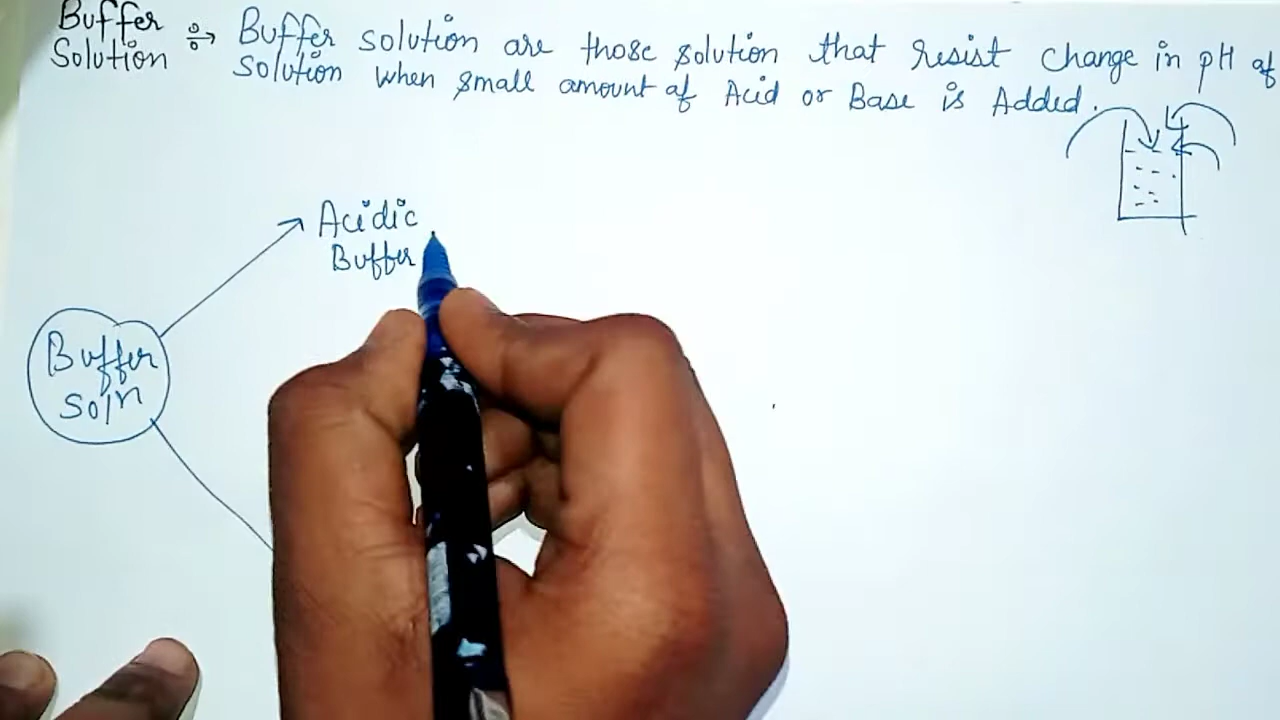 Buffer
Solution ÷→ Buffer solution are those solution that resist change in pH of
solution when small amount of Acid or Base is Added.
Acidic
Buffer
Buffer
Sol/n